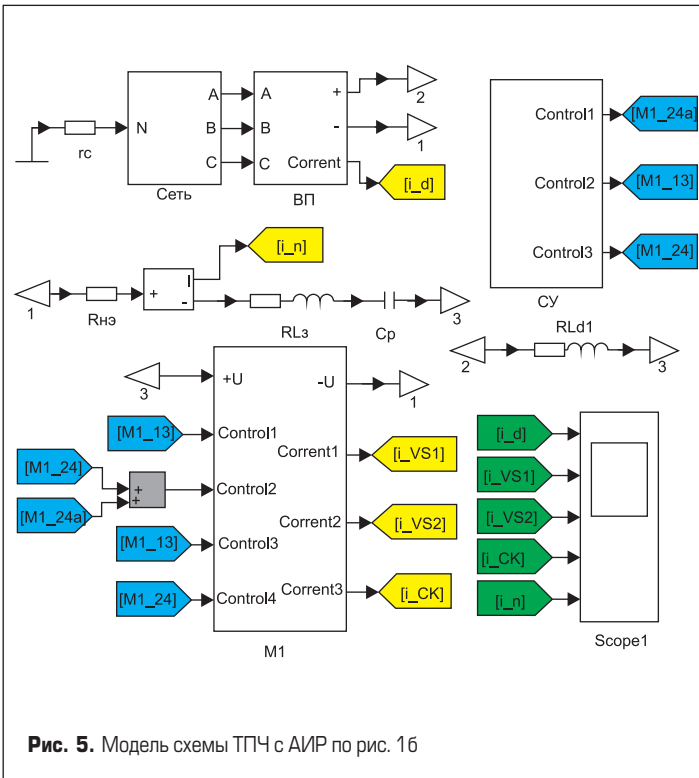 A
A
+
2
N
B
B
-
1
C
C
Corrent
rc
Сеть
ВП
[i_d]
Control1
[M1_24a]
Control2
[M1_13]
Control3
[M1_24]
СУ
[i_n]
1
Rнэ
+
I
-
RLз
Ср
3
RLd1
2
3
3
+U
-U
1
[M1_13]
Control1
Corrent1
[i_VS1]
[M1_24]
+
+
Control2
[M1_24a]
Corrent2
[i_VS2]
[M1_13]
Control3
[M1_24]
Control4
Corrent3
[i_CK]
M1
[i_d]
[i_VS1]
[i_VS2]
[i_CK]
[i_n]
Scope1
Рис. 5. Модель схемы ТПЧ с АИР по рис. 1б